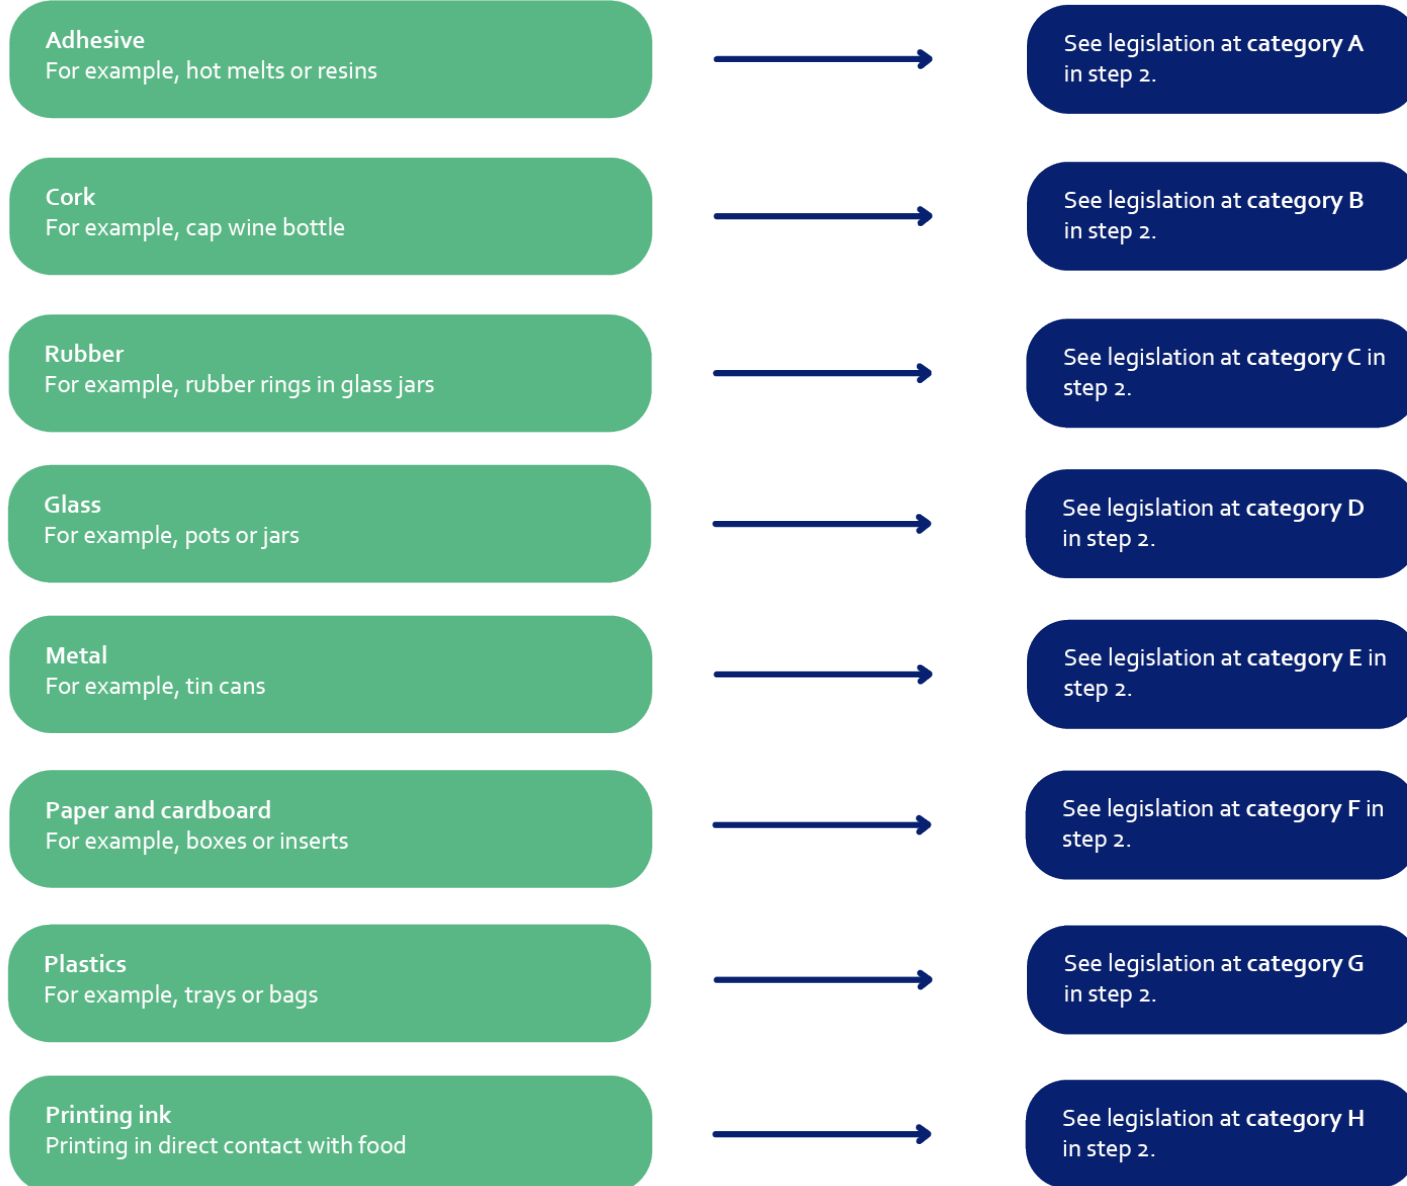 Adhesive
For example, hot melts or resins
See legislation at category A
in step 2.
Cork
For example, cap wine bottle
See legislation at category B
in step 2.
Rubber
For example, rubber rings in glass jars
See legislation at category C in
step 2.
Glass
For example, pots or jars
See legislation at category D
in step 2.
Metal
For example, tin cans
See legislation at category E in
step 2.
Paper and cardboard
For example, boxes or inserts
See legislation at category F in
step 2.
Plastics
For example, trays or bags
See legislation at category G
in step 2.
Printing ink
Printing in direct contact with food
See legislation at category H
in step 2.